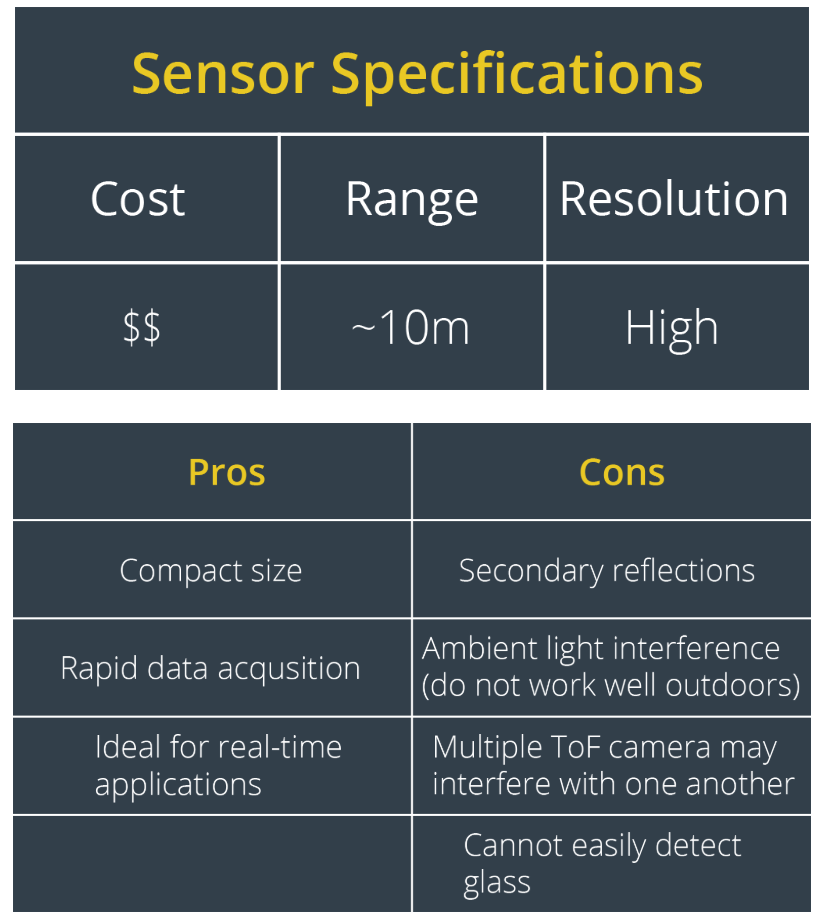 Sensor Specifications
Cost Range Resolution
$$ ~10m High
Pros Cons
Compact size Secondary reflections
Rapid data acqusition
Ambient light interference
(do not work well outdoors)
Ideal for real-time
applications
Multiple ToF camera may
interfere with one another
Cannot easily detect
glass